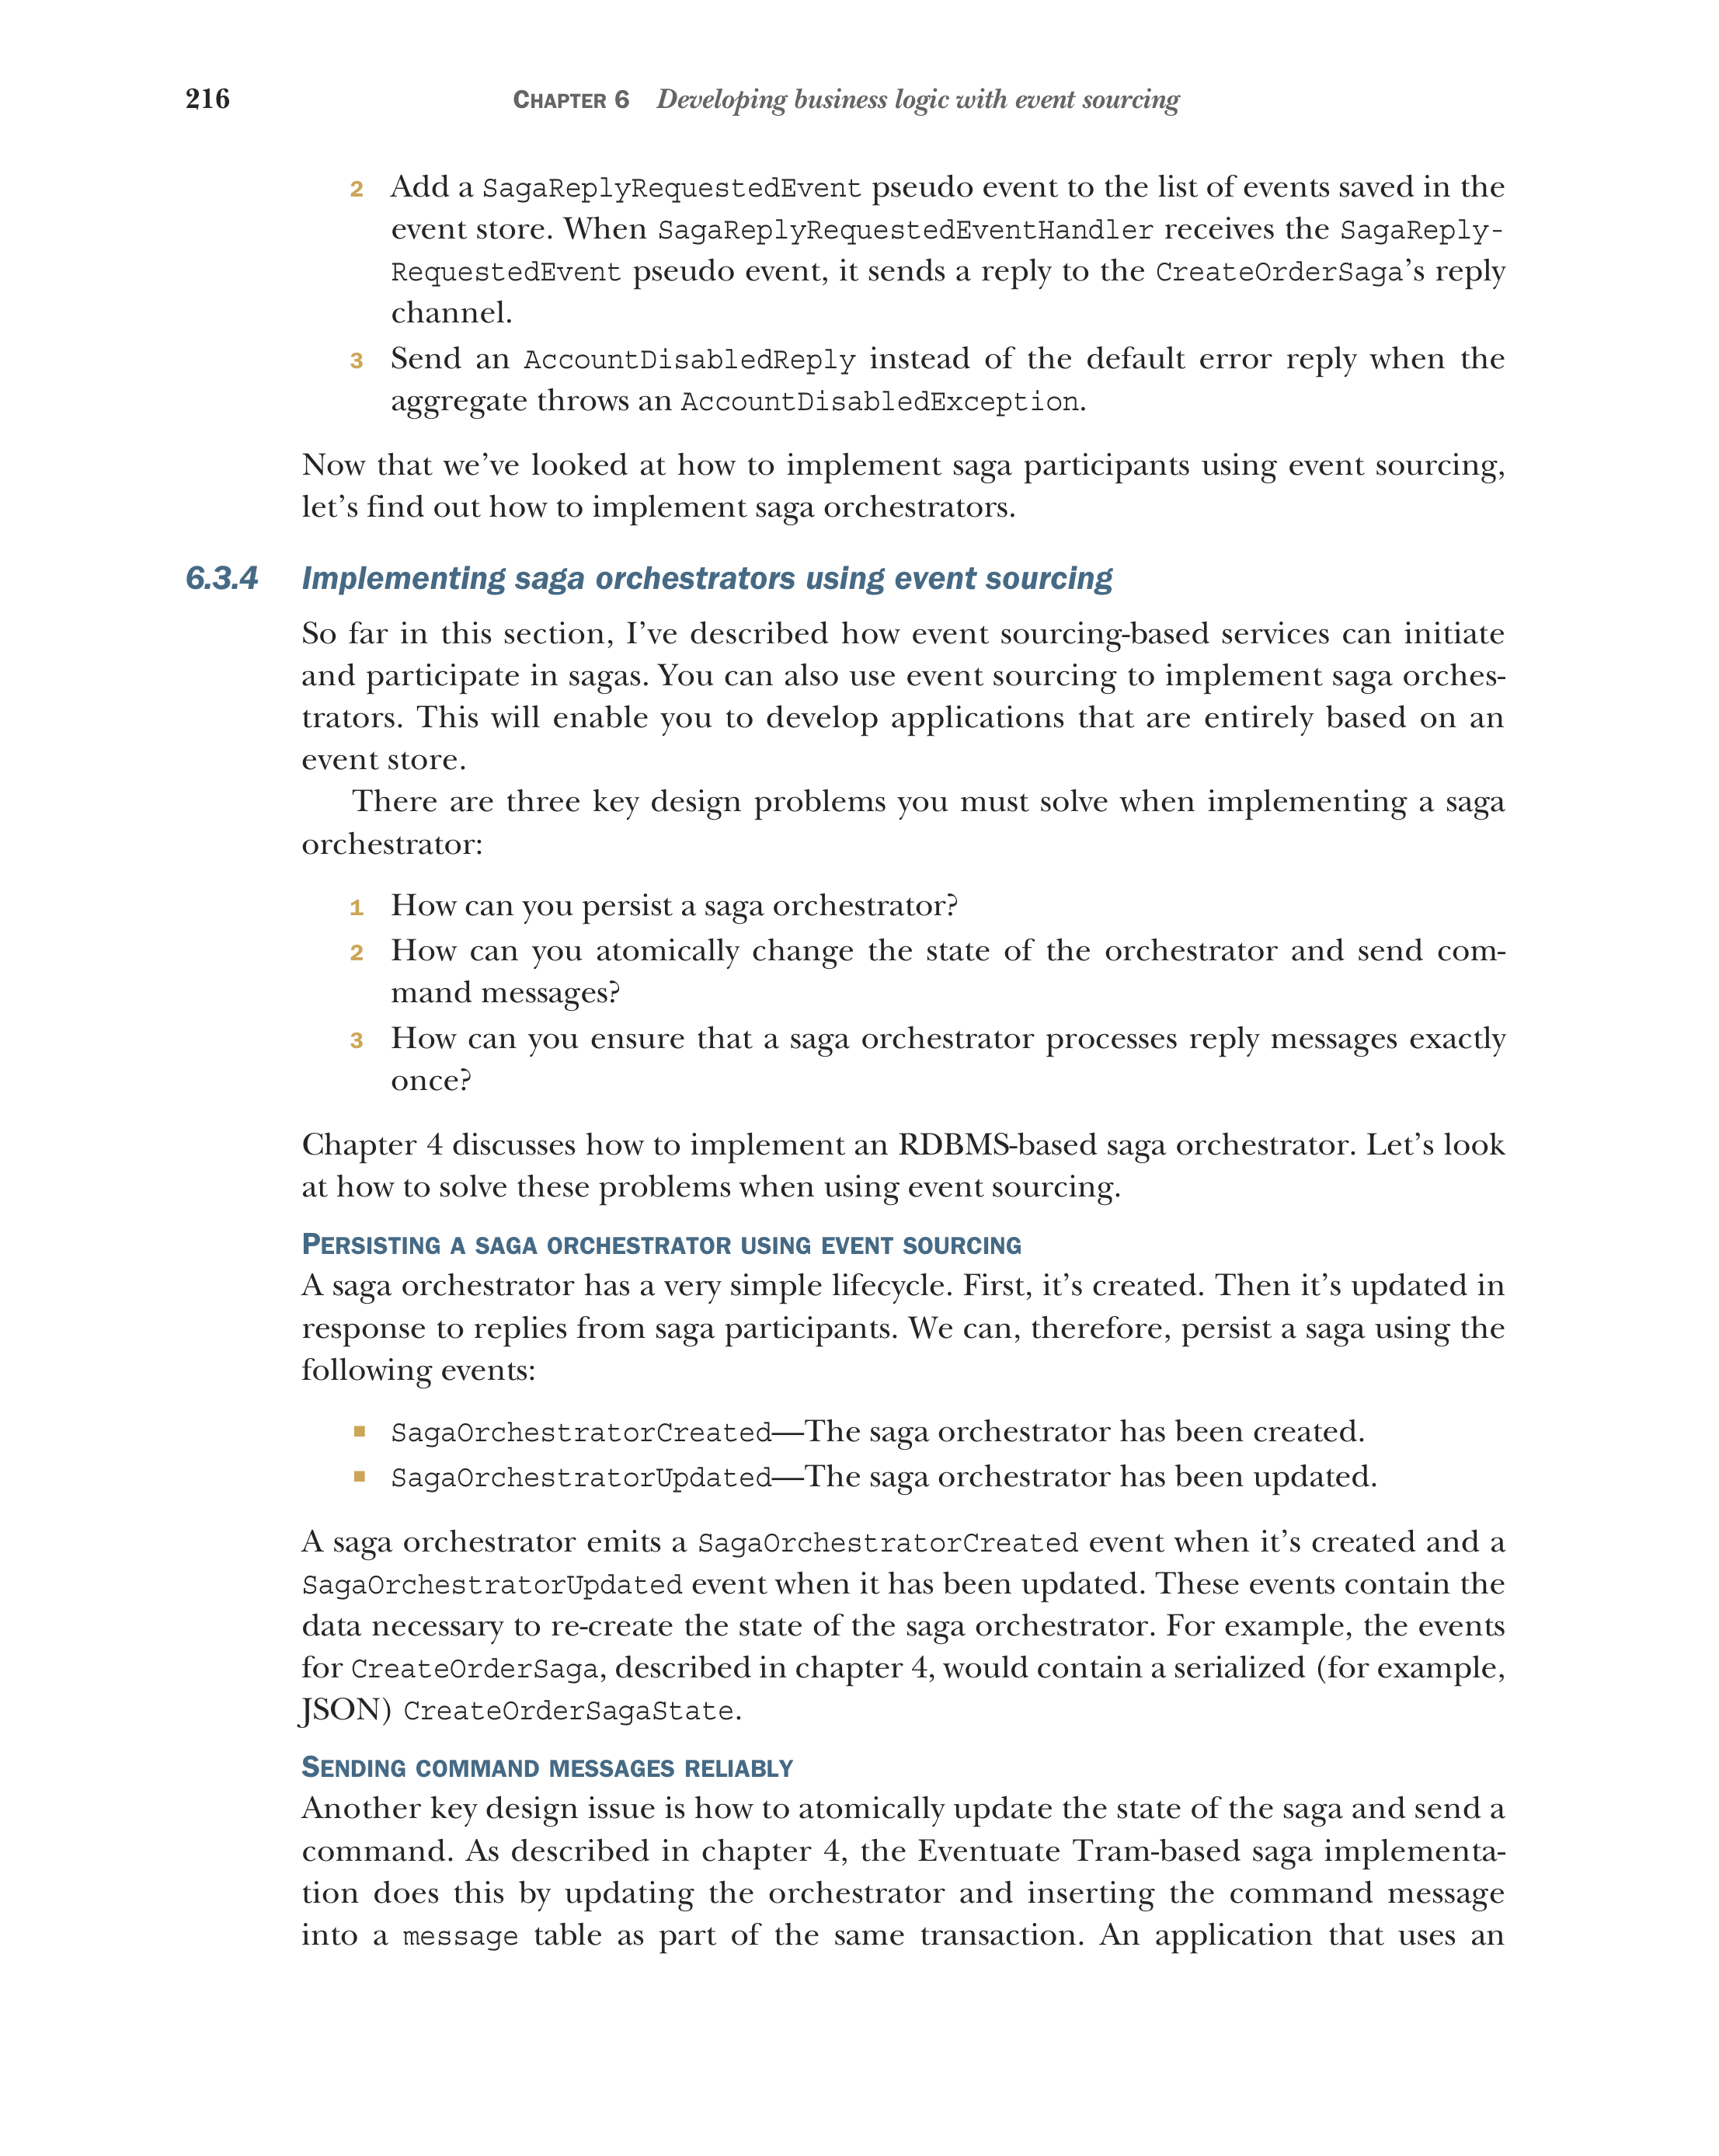 216 CHAPTER 6 Developing business logic with event sourcing
2 Add a SagaReplyRequestedEvent pseudo event to the list of events saved in the
event store. When SagaReplyRequestedEventHandler receives the SagaReply-
RequestedEvent pseudo event, it sends a reply to the CreateOrderSaga’s reply
channel.
3 Send an AccountDisabledReply instead of the default error reply when the
aggregate throws an AccountDisabledException.
Now that we’ve looked at how to implement saga participants using event sourcing,
let’s find out how to implement saga orchestrators.
6.3.4 Implementing saga orchestrators using event sourcing
So far in this section, I’ve described how event sourcing-based services can initiate
and participate in sagas. You can also use event sourcing to implement saga orches-
trators. This will enable you to develop applications that are entirely based on an
event store.
There are three key design problems you must solve when implementing a saga
orchestrator:
1 How can you persist a saga orchestrator?
2 How can you atomically change the state of the orchestrator and send com-
mand messages?
3 How can you ensure that a saga orchestrator processes reply messages exactly
once?
Chapter 4 discusses how to implement an RDBMS-based saga orchestrator. Let’s look
at how to solve these problems when using event sourcing.
PERSISTING A SAGA ORCHESTRATOR USING EVENT SOURCING
A saga orchestrator has a very simple lifecycle. First, it’s created. Then it’s updated in
response to replies from saga participants. We can, therefore, persist a saga using the
following events:
■ SagaOrchestratorCreated—The saga orchestrator has been created.
■ SagaOrchestratorUpdated—The saga orchestrator has been updated.
A saga orchestrator emits a SagaOrchestratorCreated event when it’s created and a
SagaOrchestratorUpdated event when it has been updated. These events contain the
data necessary to re-create the state of the saga orchestrator. For example, the events
for CreateOrderSaga, described in chapter 4, would contain a serialized (for example,
JSON) CreateOrderSagaState.
SENDING COMMAND MESSAGES RELIABLY
Another key design issue is how to atomically update the state of the saga and send a
command. As described in chapter 4, the Eventuate Tram-based saga implementa-
tion does this by updating the orchestrator and inserting the command message
into a message table as part of the same transaction. An application that uses an